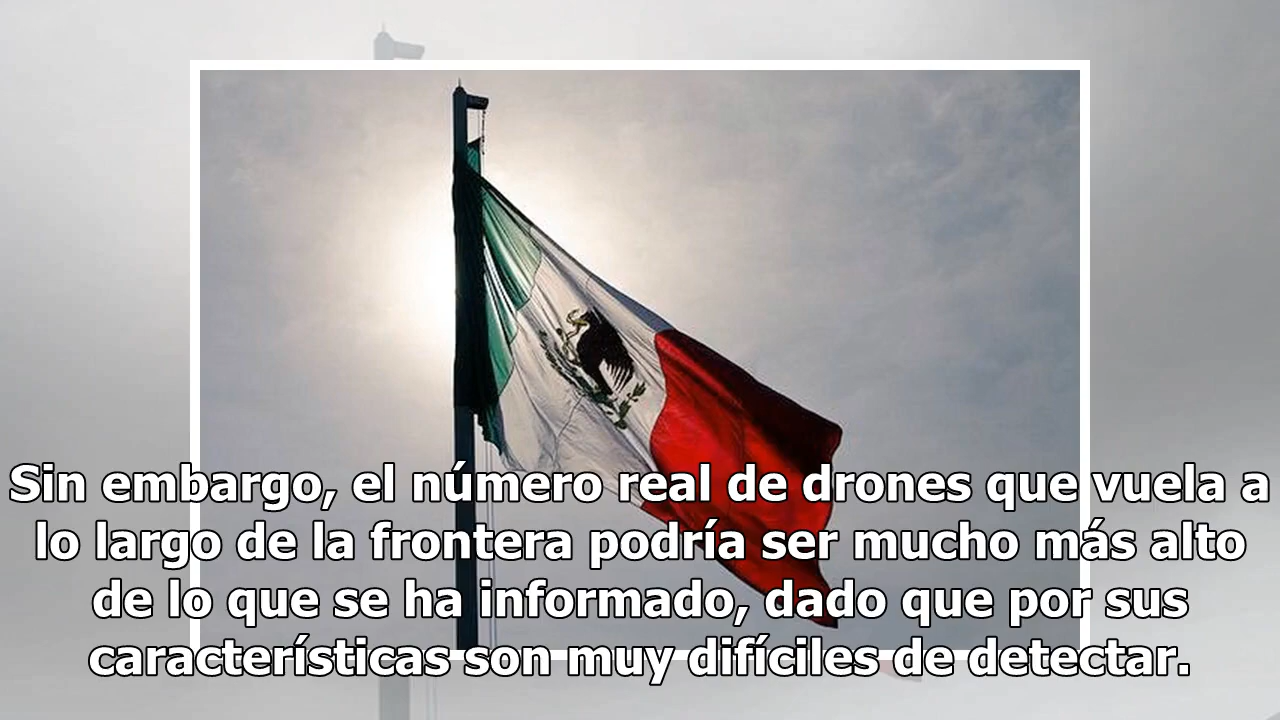 Sin embargo, el número real de drones que vuela a
lo largo de la frontera podría ser mucho más alto
de lo que se ha informado, dado que por sus
características son muy difíciles de detectar.